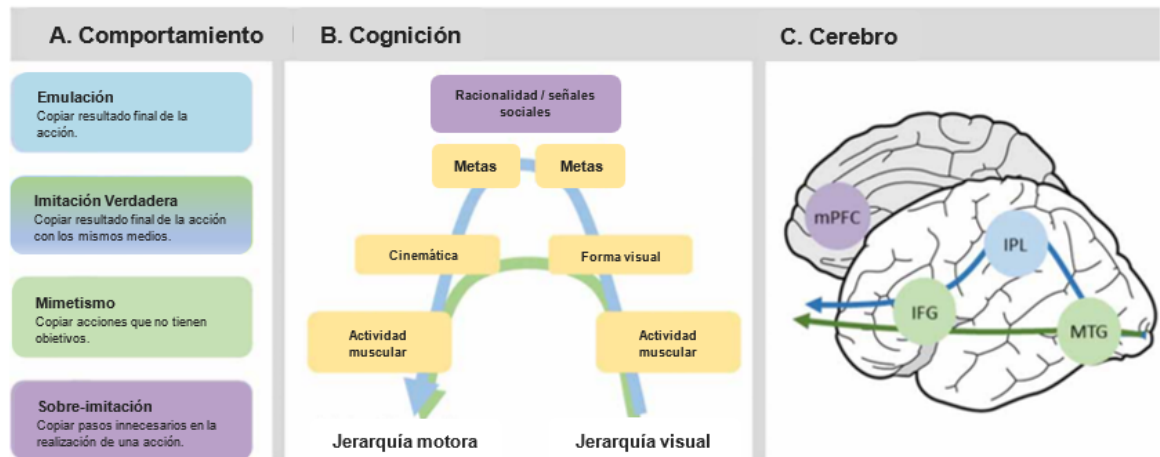 A. Comportamiento
B. Cognición
C. Cerebro
Emulación
Copiar resultado final de la
acción.
Imitación Verdadera
Copiar resultado final de la acción
con los mismos medios.
Mimetismo
Copiar acciones que no tienen
objetivos.
Sobre-imitación
Copiar pasos innecesarios en la
realización de una acción.
Racionalidad / señales
sociales
Metas
Metas
Cinemática
Forma visual
Actividad
muscular
Actividad
muscular
Jerarquía motora
Jerarquía visual
mPFC
IPL
IFG
MTG